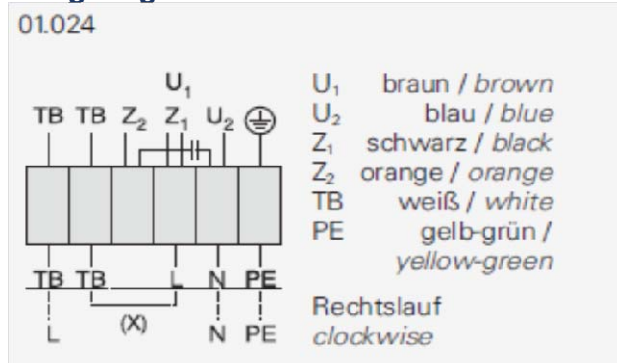 01.024
U₁
TB TB Z₂ Z₁ U₂
TB TB L N PE
(X)
L N PE
U₁ braun / brown
U₂ blau / blue
Z₁ schwarz / black
Z₂ orange / orange
TB weiß / white
PE gelb-grün /
yellow-green
Rechtslauf
clockwise